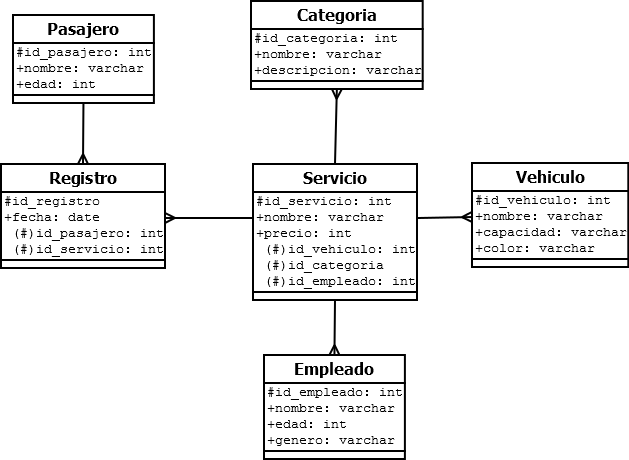 Pasajero
#id_pasajero: int
+nombre: varchar
+edad: int
Categoria
#id_categoria: int
+nombre: varchar
+descripcion: varchar
Registro
#id_registro
+fecha: date
(#)id_pasajero: int
(#)id_servicio: int
Servicio
#id_servicio: int
+nombre: varchar
+precio: int
(#)id_vehiculo: int
(#)id_categoria
(#)id_empleado: int
Vehiculo
#id_vehiculo: int
+nombre: varchar
+capacidad: varchar
+color: varchar
Empleado
#id_empleado: int
+nombre: varchar
+edad: int
+genero: varchar